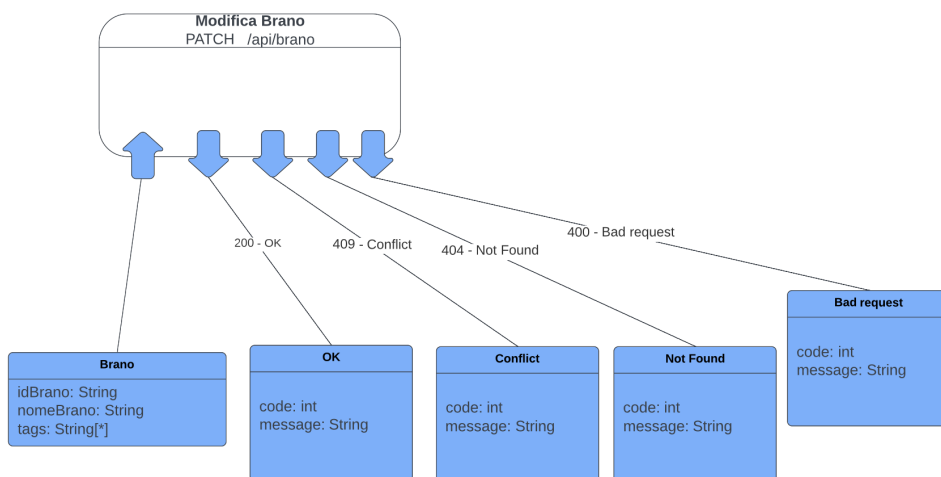 Modifica Brano
PATCH /api/brano
200 - OK
409 - Conflict
404 - Not Found
400 - Bad request
Brano
idBrano: String
nomeBrano: String
tags: String[*]
OK
code: int
message: String
Conflict
code: int
message: String
Not Found
code: int
message: String
Bad request
code: int
message: String